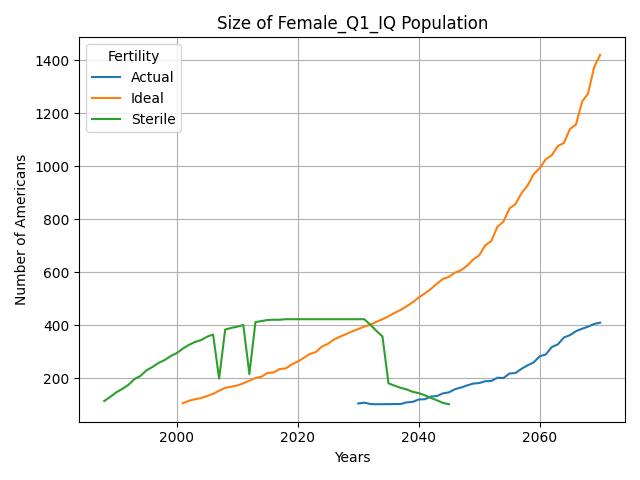 Size of Female_Q1_IQ Population
Fertility
Actual
Ideal
Sterile
Number of Americans
1400
1200
1000
800
600
400
200
2000
2020
2040
2060
Years